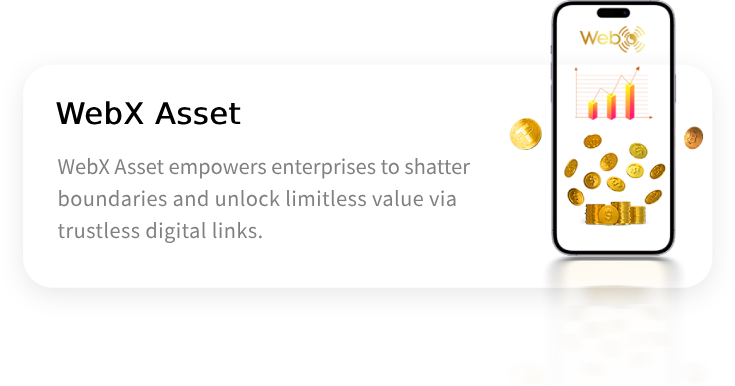 WebX
WebX Asset
WebX Asset empowers enterprises to shatter
boundaries and unlock limitless value via
trustless digital links.